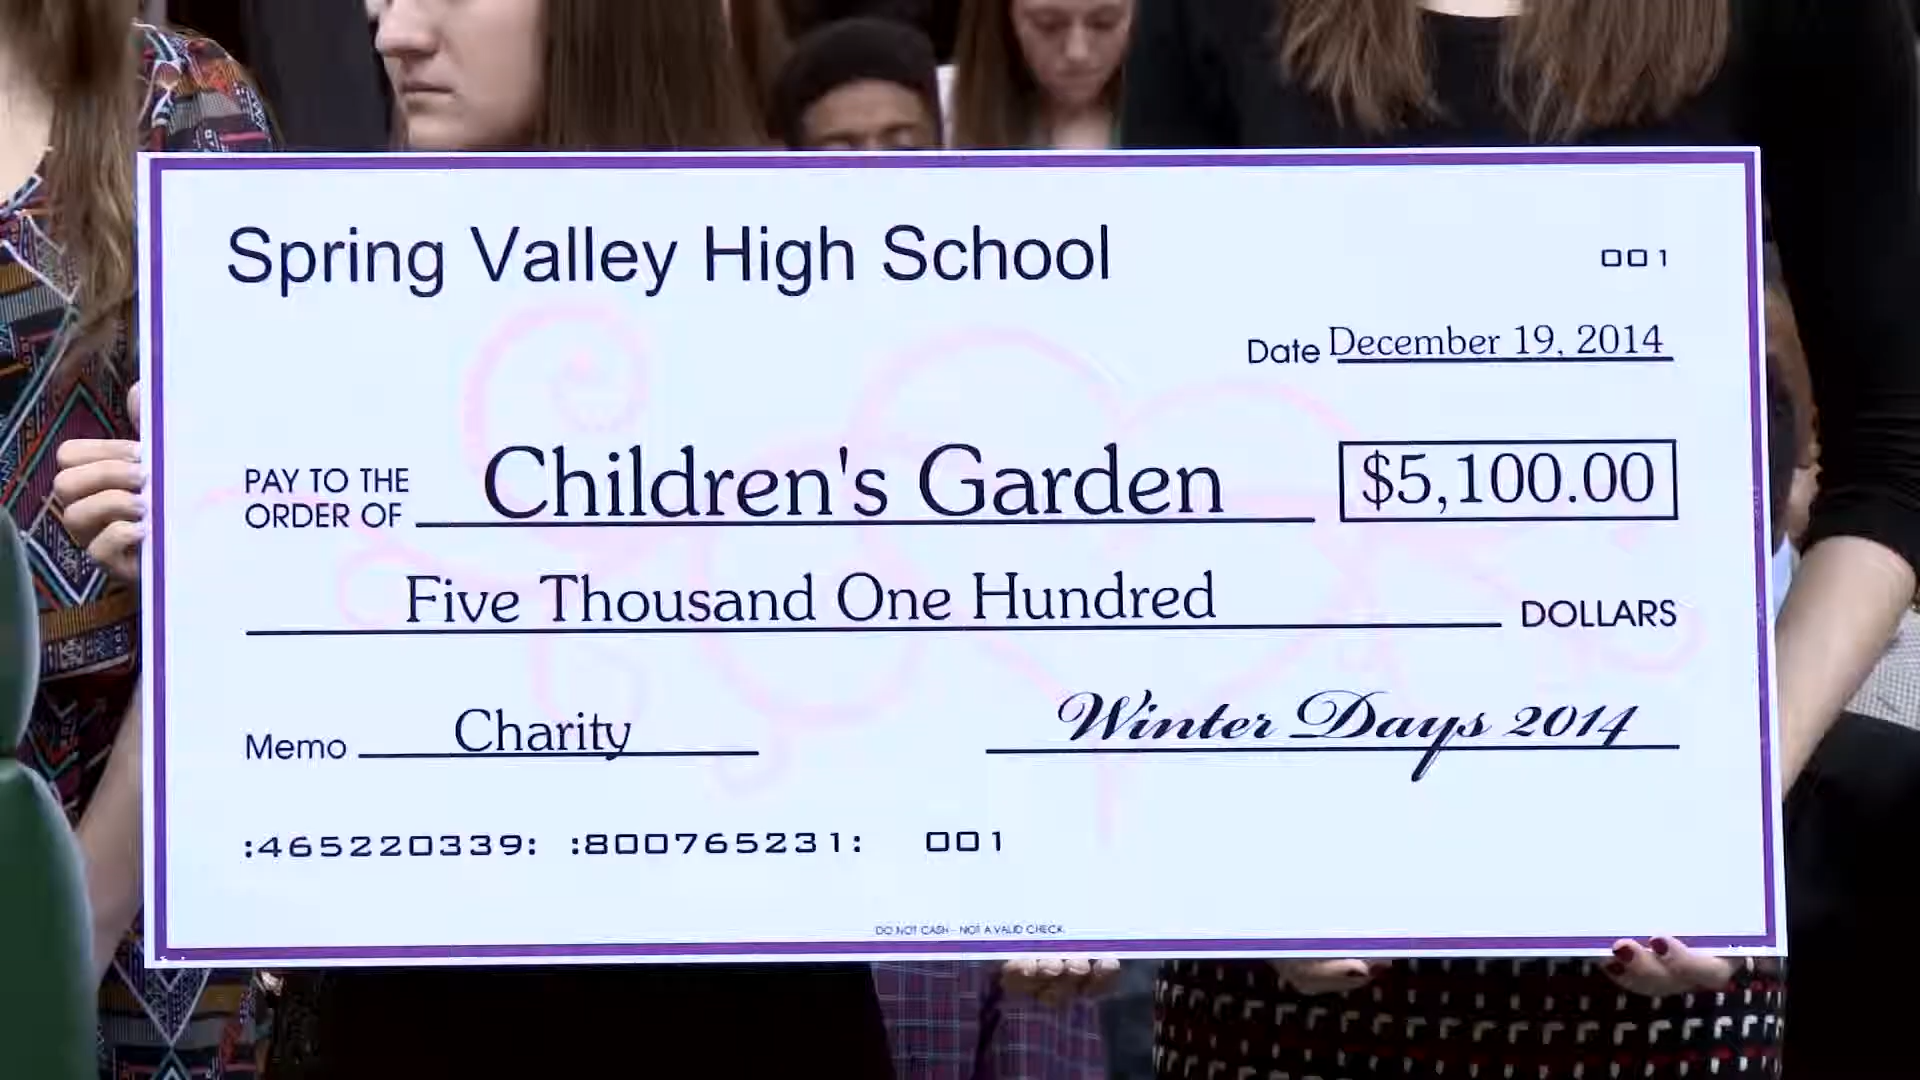 Spring Valley High School
001
Date December 19, 2014
PAY TO THE ORDER OF Children's Garden $5,100.00
Five Thousand One Hundred DOLLARS
Memo Charity Winter Days 2014
:465220339: :800765231: 001
DO NOT CASH - NOT A VALID CHECK